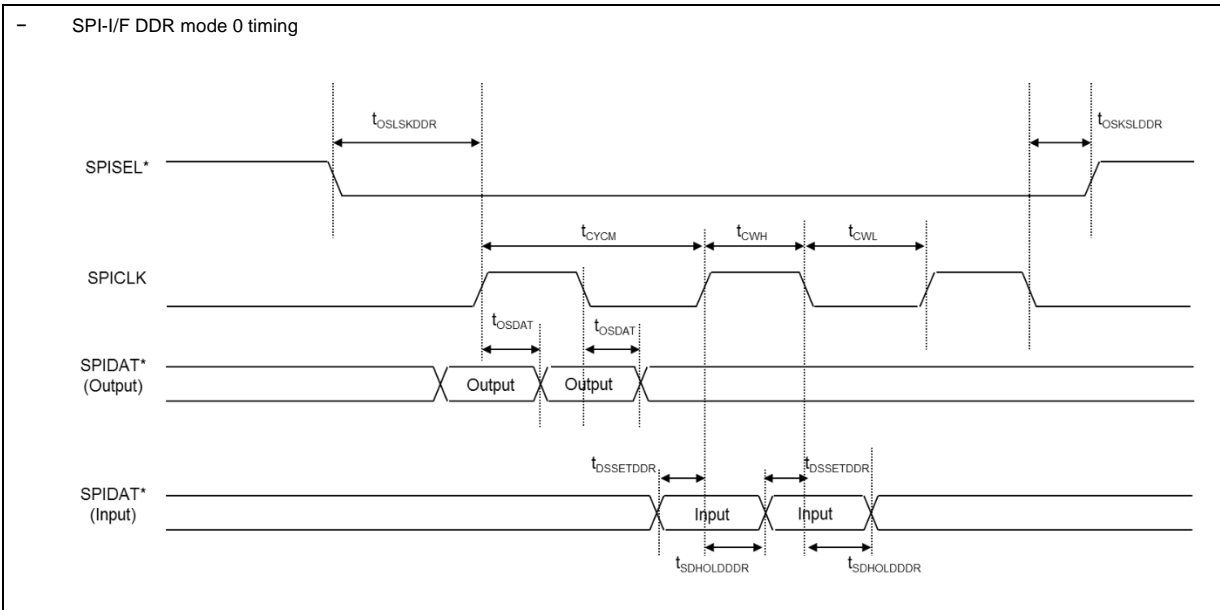 – SPI-I/F DDR mode 0 timing
tOSLSKDDR
tOSKSLDDR
SPISEL*
tCYCM
tCWH
tCWL
SPICLK
tOSDAT
tOSDAT
SPIDAT*
(Output)
Output
Output
tDSSETDDR
tDSSETDDR
SPIDAT*
(Input)
Input
Input
tSDHOLDDDR
tSDHOLDDDR